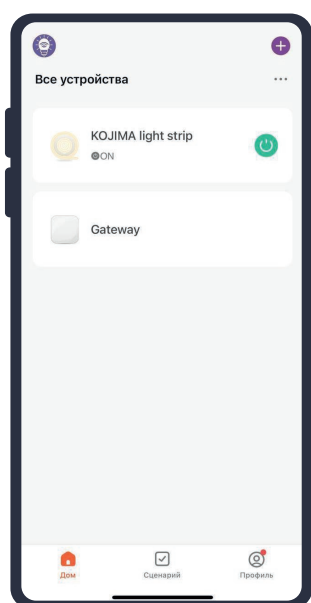 Все устройства
KOJIMA light strip
ON
Gateway
Дом
Сценарий
Профиль